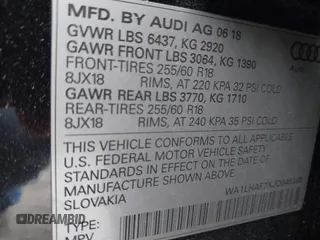 MFD. BY AUDI AG 06 18
GVWR LBS 6437, KG 2920
GAWR FRONT LBS 3064, KG 1390
FRONT-TIRES 255/60 R18
8JX18 RIMS, AT 220 KPA 32 PSI COLD
GAWR REAR LBS 3770, KG 1710
REAR-TIRES 255/60 R18
8JX18 RIMS, AT 240 KPA 35 PSI COLD
THIS VEHICLE CONFORMS TO ALL APPLICABLE
U.S. FEDERAL MOTOR VEHICLE SAFETY
STANDARDS IN EFFECT ON THE DATE OF
MANUFACTURE SHOWN ABOVE.
SLOVAKIA
TYPE:
MPV
DREAMBID